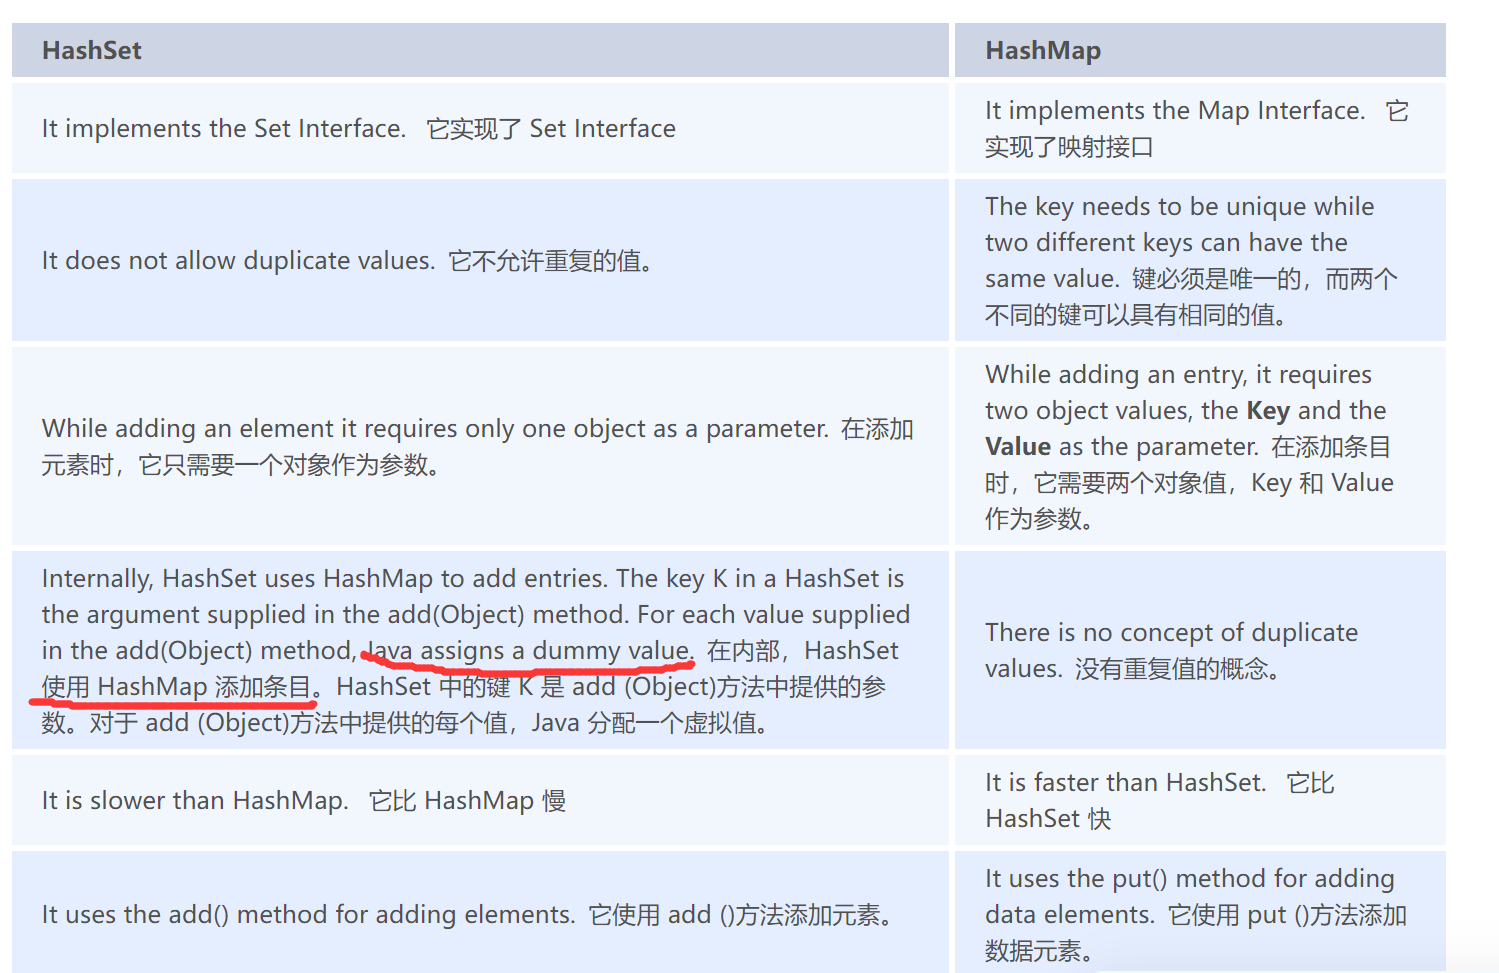 HashSet
HashMap
It implements the Set Interface. 它实现了 Set Interface
It implements the Map Interface. 它
实现了映射接口
It does not allow duplicate values. 它不允许重复的值。
The key needs to be unique while
two different keys can have the
same value. 键必须是唯一的，而两个
不同的键可以具有相同的值。
While adding an element it requires only one object as a parameter. 在添加
元素时，它只需要一个对象作为参数。
While adding an entry, it requires
two object values, the Key and the
Value as the parameter. 在添加条目
时，它需要两个对象值，Key 和 Value
作为参数。
Internally, HashSet uses HashMap to add entries. The key K in a HashSet is
the argument supplied in the add(Object) method. For each value supplied
in the add(Object) method, Java assigns a dummy value. 在内部，HashSet
使用 HashMap 添加条目。HashSet 中的键 K 是 add (Object)方法中提供的参
数。对于 add (Object)方法中提供的每个值，Java 分配一个虚拟值。
There is no concept of duplicate
values. 没有重复值的概念。
It is slower than HashMap. 它比 HashMap 慢
It is faster than HashSet. 它比
HashSet 快
It uses the add() method for adding elements. 它使用 add ()方法添加元素。
It uses the put() method for adding
data elements. 它使用 put ()方法添加
数据元素。